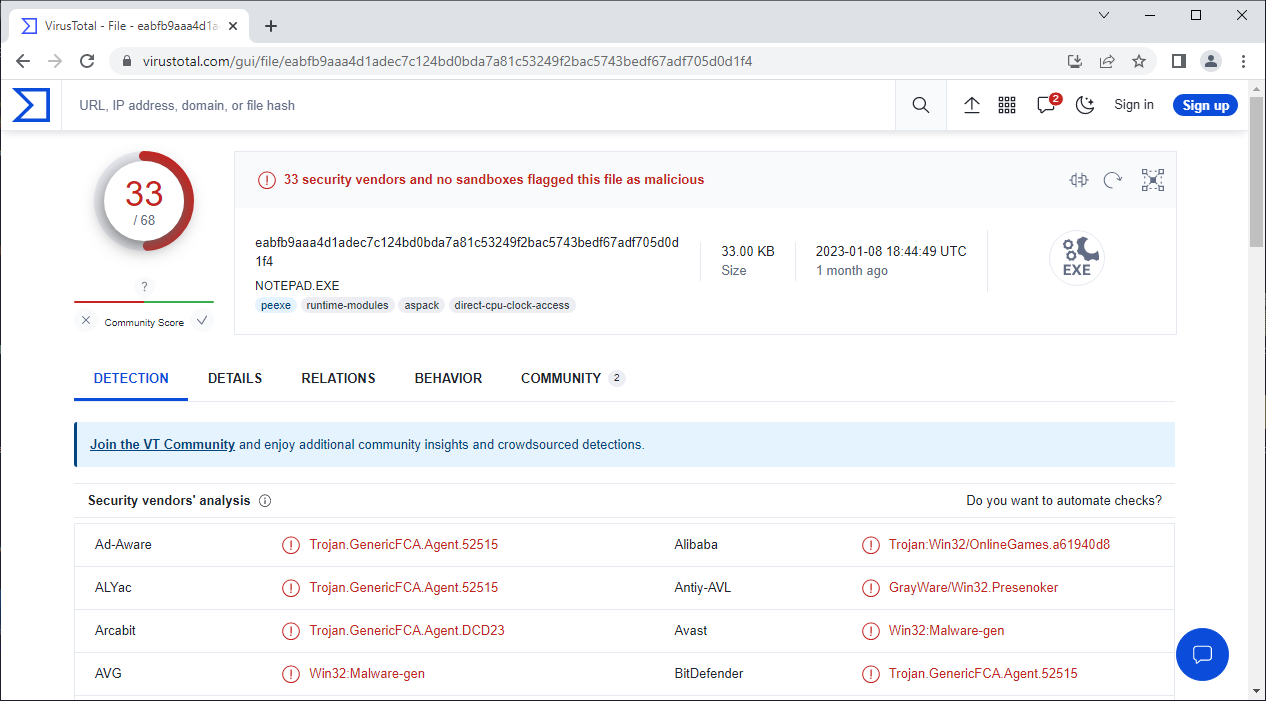 VirusTotal - File - eabfb9aaa4d1a
virustotal.com/gui/file/eabfb9aaa4d1adec7c124bd0bda7a81c53249f2bac5743bedf67adf705d0d1f4
URL, IP address, domain, or file hash
2
Sign in
Sign up
33
/ 68
?
Community Score
33 security vendors and no sandboxes flagged this file as malicious
eabfb9aaa4d1adec7c124bd0bda7a81c53249f2bac5743bedf67adf705d0d
1f4
NOTEPAD.EXE
peexe runtime-modules aspack direct-cpu-clock-access
33.00 KB
Size
2023-01-08 18:44:49 UTC
1 month ago
EXE
DETECTION DETAILS RELATIONS BEHAVIOR COMMUNITY 2
Join the VT Community and enjoy additional community insights and crowdsourced detections.
Security vendors' analysis Do you want to automate checks?
Ad-Aware Trojan.GenericFCA.Agent.52515 Alibaba Trojan:Win32/OnlineGames.a61940d8
ALYac Trojan.GenericFCA.Agent.52515 Antiy-AVL GrayWare/Win32.Presenoker
Arcabit Trojan.GenericFCA.Agent.DCD23 Avast Win32:Malware-gen
AVG Win32:Malware-gen BitDefender Trojan.GenericFCA.Agent.52515